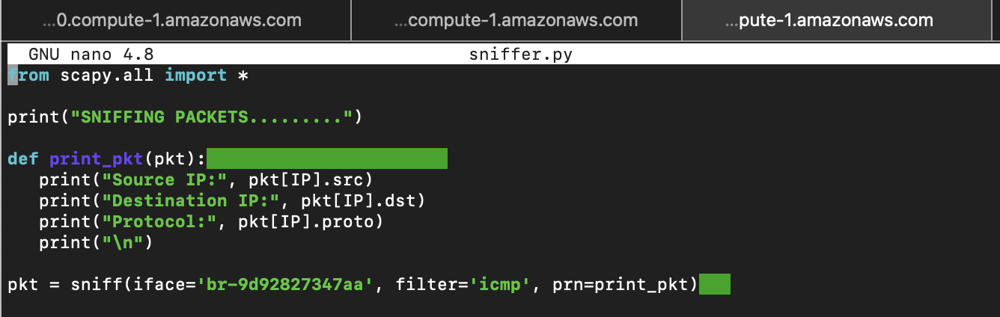 ...0.compute-1.amazonaws.com ...compute-1.amazonaws.com ...pute-1.amazonaws.com
GNU nano 4.8 sniffer.py
from scapy.all import *
print("SNIFFING PACKETS.........")
def print_pkt(pkt):
   print("Source IP:", pkt[IP].src)
   print("Destination IP:", pkt[IP].dst)
   print("Protocol:", pkt[IP].proto)
   print("\n")
pkt = sniff(iface='br-9d92827347aa', filter='icmp', prn=print_pkt)